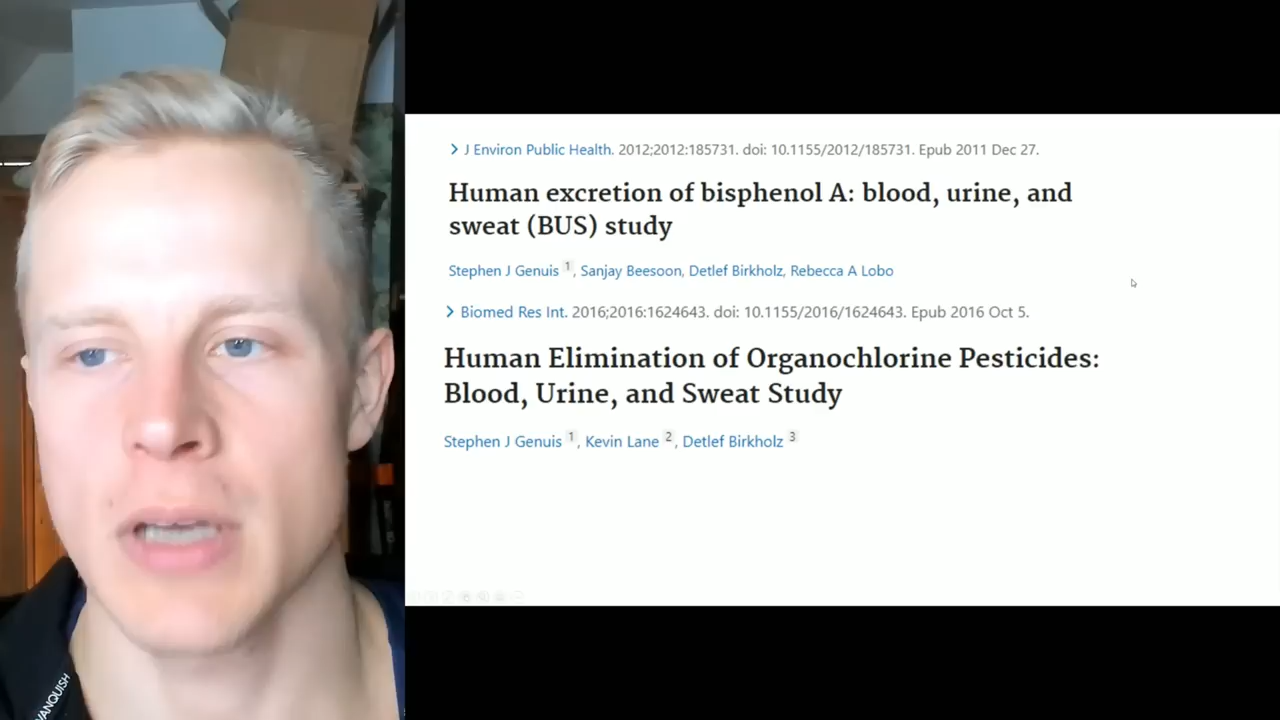 J Environ Public Health. 2012;2012:185731. doi: 10.1155/2012/185731. Epub 2011 Dec 27.
Human excretion of bisphenol A: blood, urine, and
sweat (BUS) study
Stephen J Genuis 1, Sanjay Beesoon, Detlef Birkholz, Rebecca A Lobo
Biomed Res Int. 2016;2016:1624643. doi: 10.1155/2016/1624643. Epub 2016 Oct 5.
Human Elimination of Organochlorine Pesticides:
Blood, Urine, and Sweat Study
Stephen J Genuis 1, Kevin Lane 2, Detlef Birkholz 3
VANQUISH